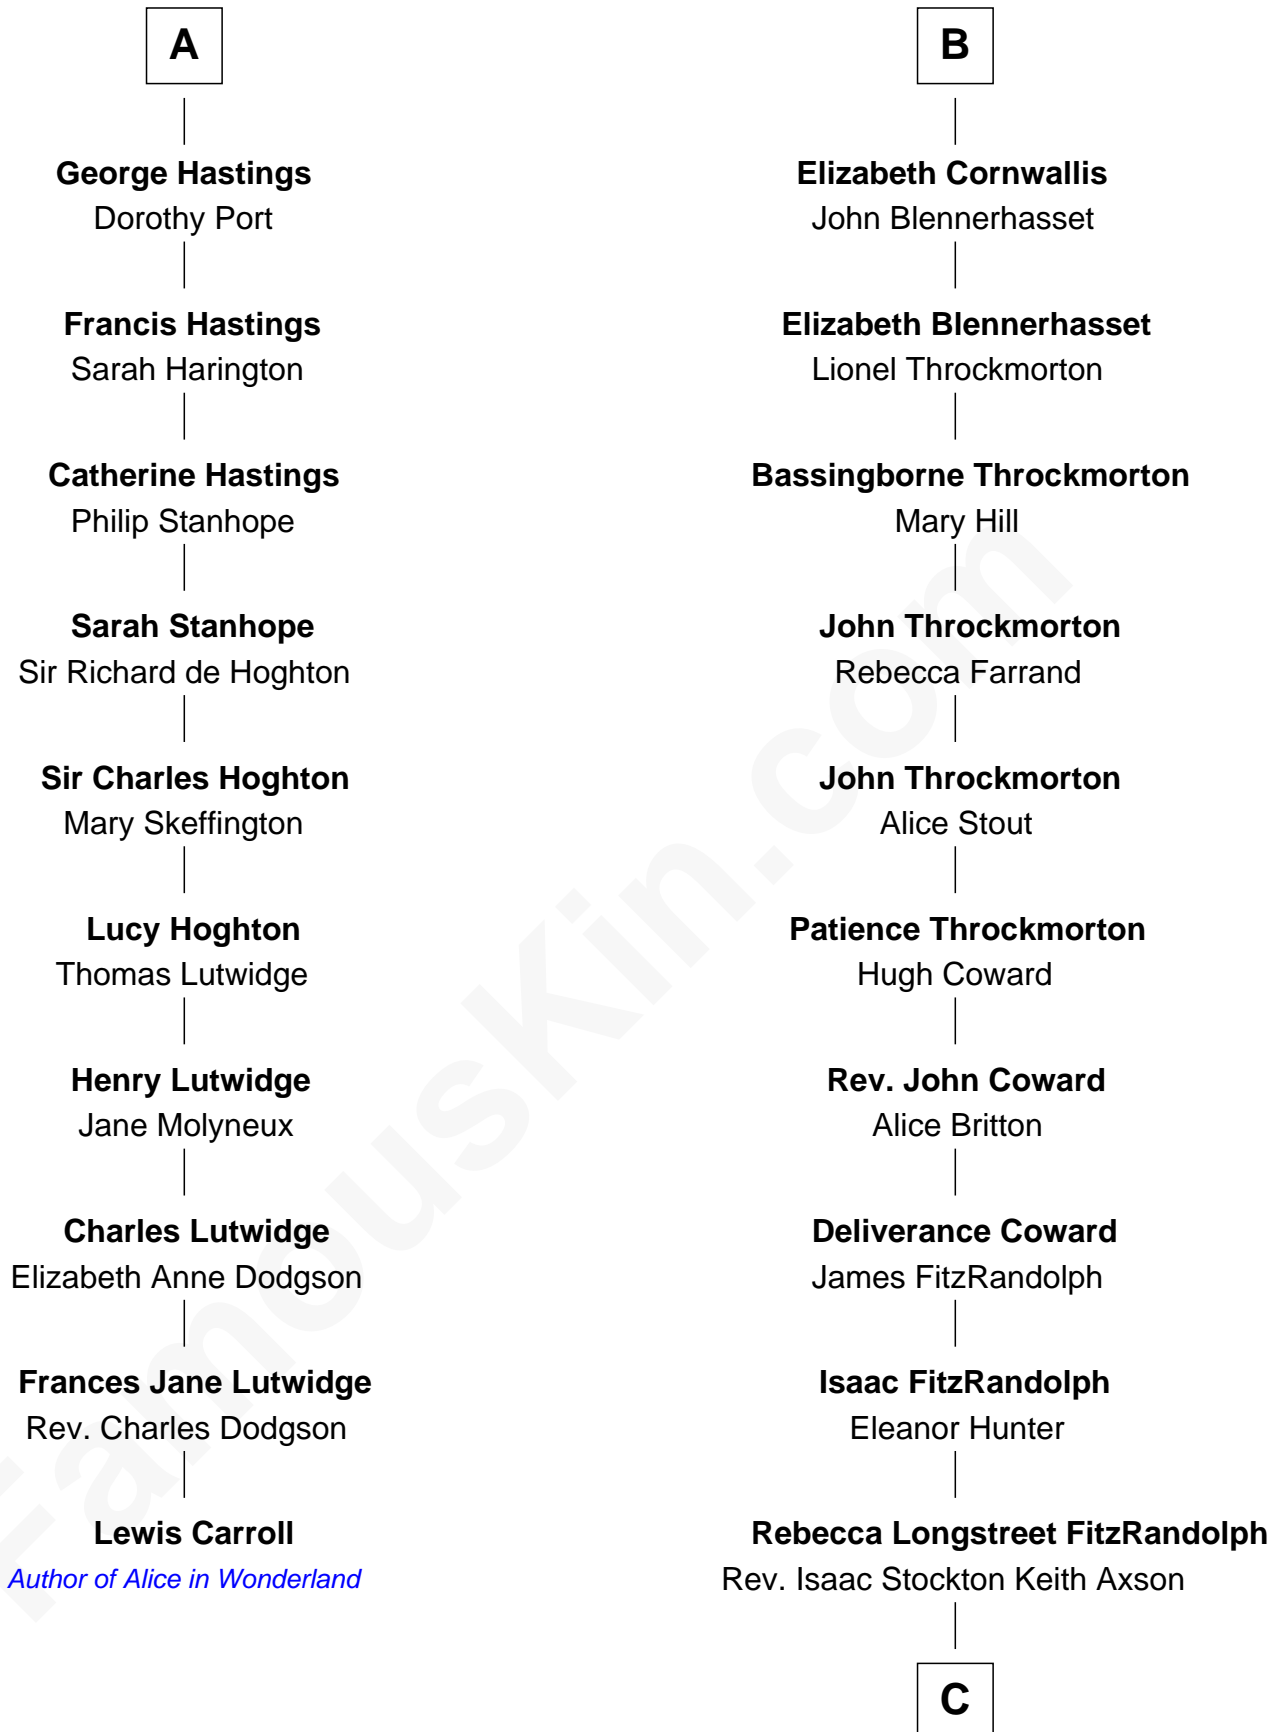 A
George Hastings
Dorothy Port
Francis Hastings
Sarah Harington
Catherine Hastings
Philip Stanhope
Sarah Stanhope
Sir Richard de Hoghton
Sir Charles Hoghton
Mary Skeffington
Lucy Hoghton
Thomas Lutwidge
Henry Lutwidge
Jane Molyneux
Charles Lutwidge
Elizabeth Anne Dodgson
Frances Jane Lutwidge
Rev. Charles Dodgson
Lewis Carroll
Author of Alice in Wonderland
B
Elizabeth Cornwallis
John Blennerhasset
Elizabeth Blennerhasset
Lionel Throckmorton
Bassingborne Throckmorton
Mary Hill
John Throckmorton
Rebecca Farrand
John Throckmorton
Alice Stout
Patience Throckmorton
Hugh Coward
Rev. John Coward
Alice Britton
Deliverance Coward
James FitzRandolph
Isaac FitzRandolph
Eleanor Hunter
Rebecca Longstreet FitzRandolph
Rev. Isaac Stockton Keith Axson
C
FamousKin.com